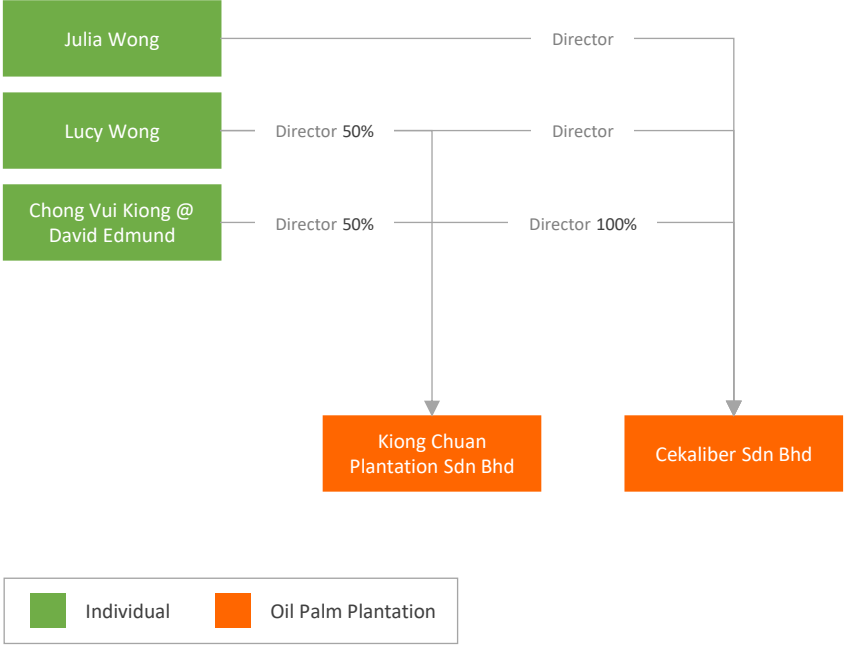 Julia Wong
Director
Lucy Wong
Director 50%
Director
Chong Vui Kiong @
David Edmund
Director 50%
Director 100%
Kiong Chuan
Plantation Sdn Bhd
Cekaliber Sdn Bhd
Individual
Oil Palm Plantation